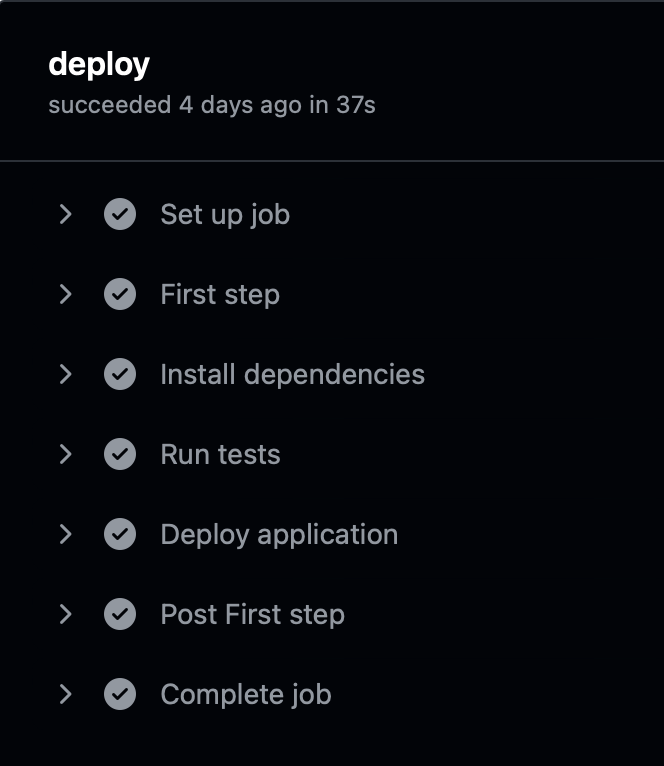 deploy
succeeded 4 days ago in 37s
Set up job
First step
Install dependencies
Run tests
Deploy application
Post First step
Complete job